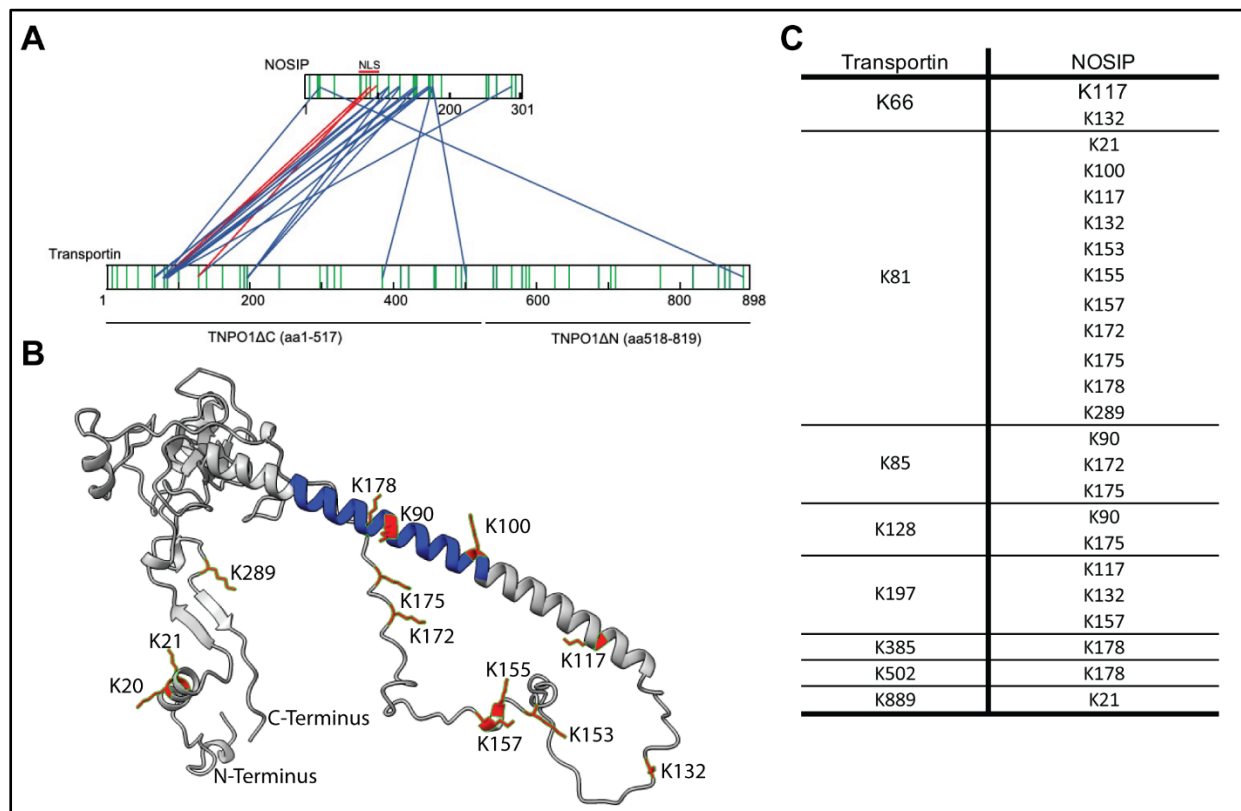 A
NOSIP
NLS
1
200
301
Transportin
1
200
400
600
800
898
TNPO1ΔC (aa1-517)
TNPO1ΔN (aa518-819)
B
K178
K90
K100
K289
K175
K172
K21
K20
K117
K155
K157
K153
K132
C-Terminus
N-Terminus
C
Transportin NOSIP
K66 K117
K132
K81 K21
K100
K117
K132
K153
K155
K157
K172
K175
K178
K289
K85 K90
K172
K175
K128 K90
K175
K197 K117
K132
K157
K385 K178
K502 K178
K889 K21